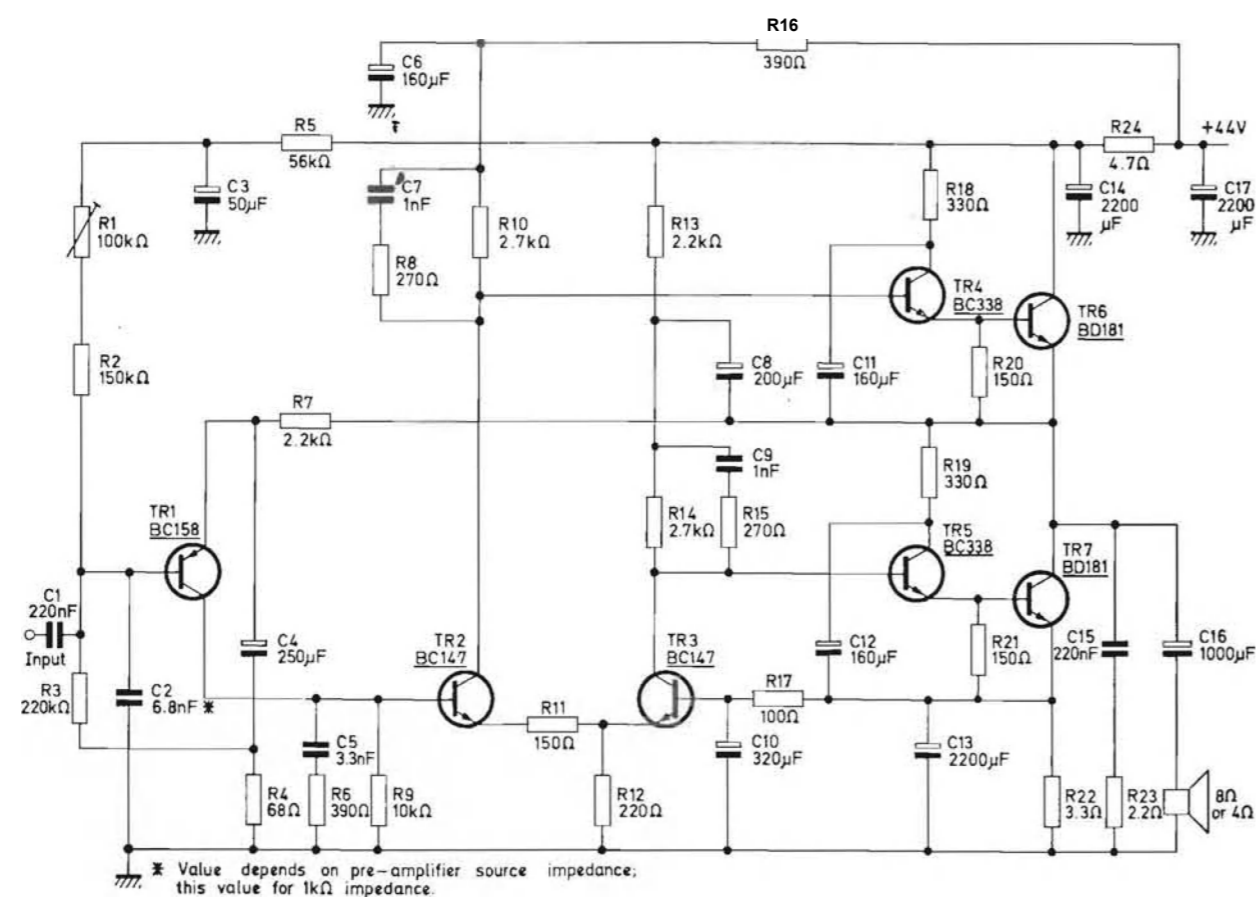 R16
390Ω
C6
160µF
R5
56kΩ
R24
4.7Ω
+44V
C3
50µF
C7
1nF
R18
330Ω
C14
2200
µF
C17
2200
µF
R1
100kΩ
R10
2.7kΩ
R13
2.2kΩ
R8
270Ω
TR4
BC338
TR6
BD181
R2
150kΩ
C8
200µF
C11
160µF
R20
150Ω
R7
2.2kΩ
R19
330Ω
C9
1nF
TR1
BC158
R14
2.7kΩ
R15
270Ω
TR5
BC338
TR7
BD181
C1
220nF
Input
C4
250µF
TR2
BC147
TR3
BC147
C12
160µF
R21
150Ω
C15
220nF
C16
1000µF
R3
220kΩ
C2
6.8nF *
R17
100Ω
R11
150Ω
C5
3.3nF
C10
320µF
C13
2200µF
R4
68Ω
R6
390Ω
R9
10kΩ
R12
220Ω
R22
3.3Ω
R23
2.2Ω
8Ω
or 4Ω
* Value depends on pre-amplifier source impedance;
this value for 1kΩ impedance.